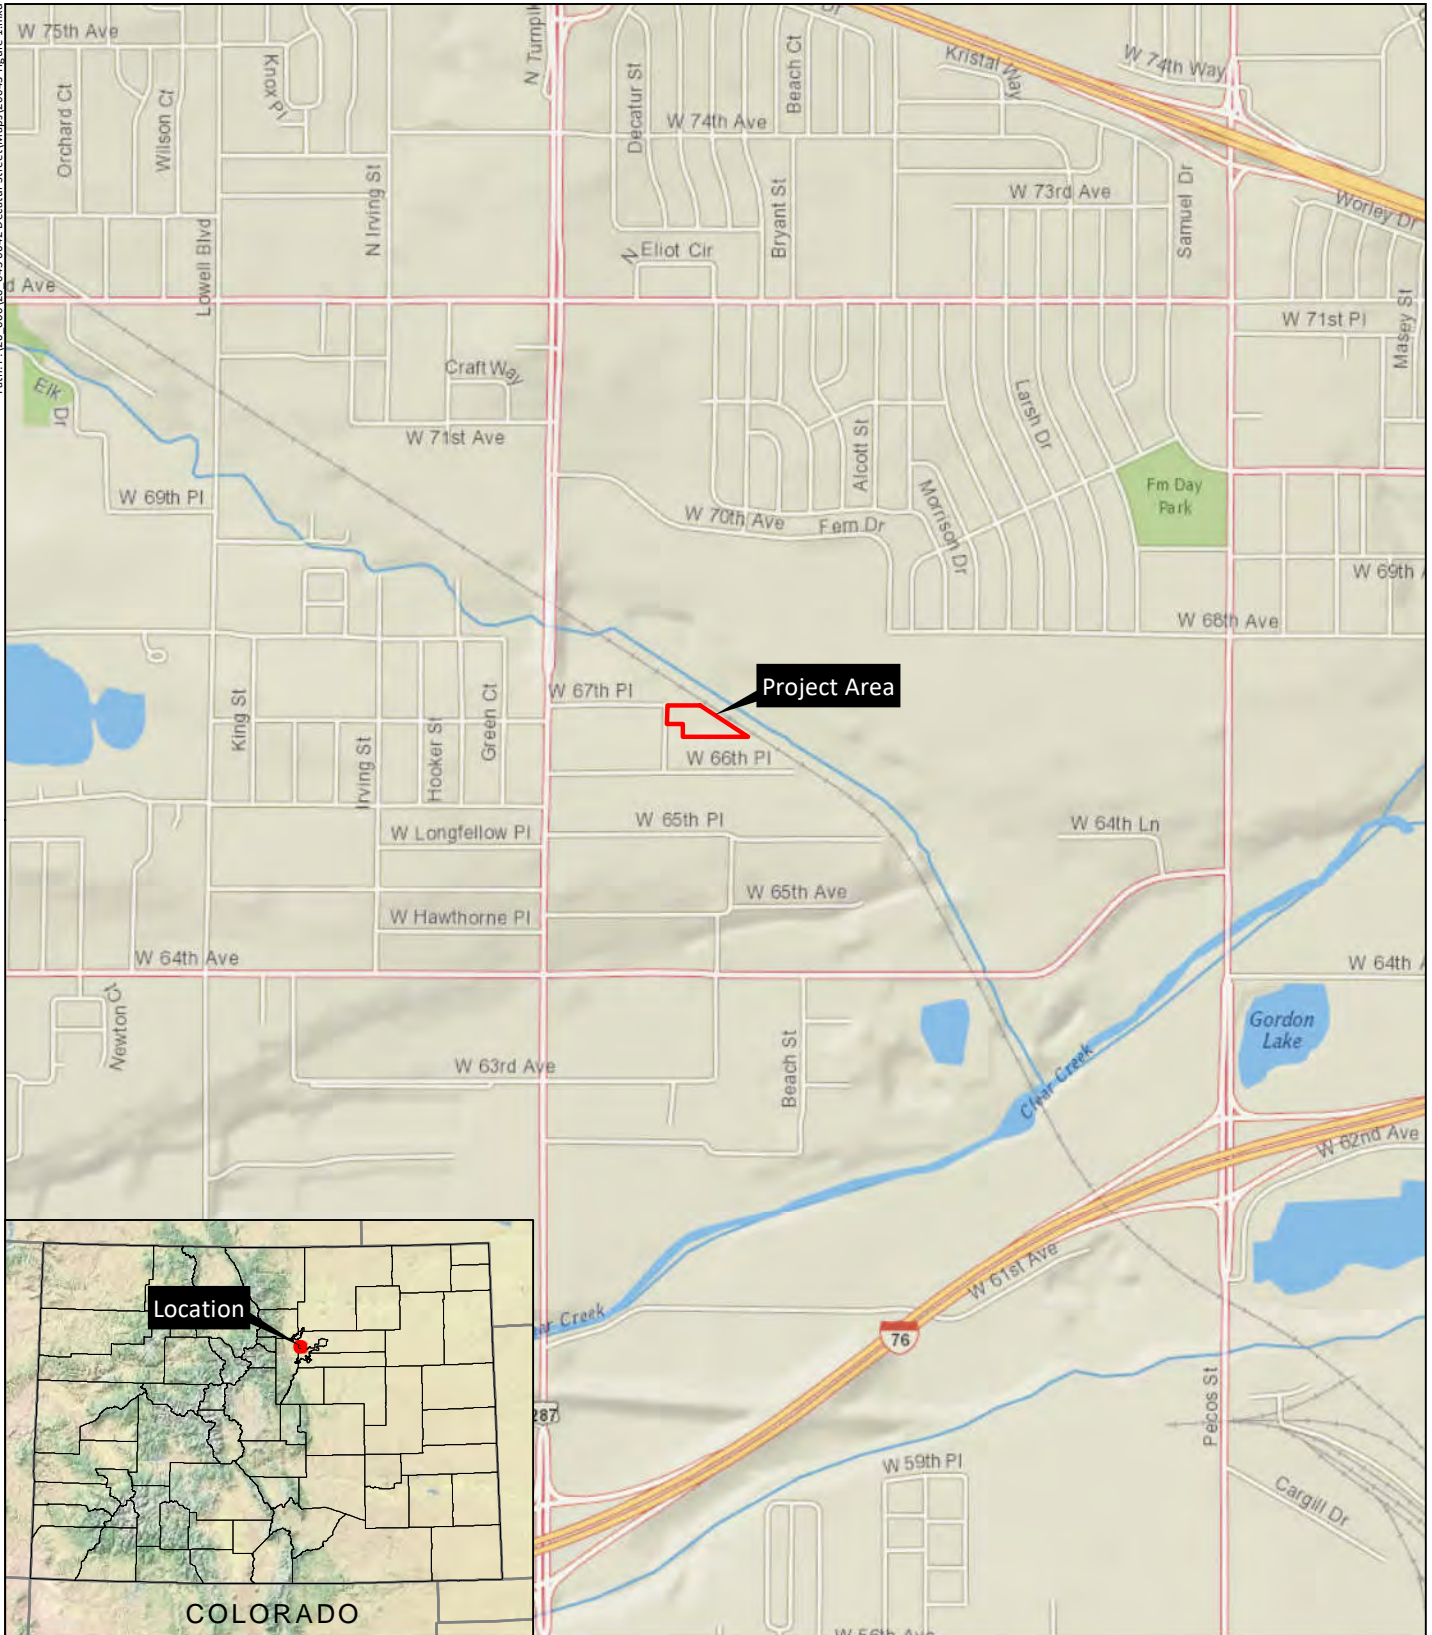 W 75th Ave
Knox Pl
Orchard Ct
Wilson Ct
N Irving St
Lowell Blvd
d Ave
Decatur St
Beach Ct
W 74th Ave
Bryant St
N Eliot Cir
Kristal Way
W 74th Way
W 73rd Ave
Samuel Dr
Worley Dr
W 71st Pl
Masey St
Elk Dr
Craft Way
W 71st Ave
W 69th Pl
Larsh Dr
Alcott St
Morrison Dr
W 70th Ave
Fern Dr
Fm Day
Park
W 69th
W 68th Ave
Project Area
W 67th Pl
W 66th Pl
King St
Irving St
Hooker St
Green Ct
W Longfellow Pl
W 65th Pl
W 64th Ln
W 65th Ave
W Hawthorne Pl
W 64th Ave
W 64th
Newton Ct
Gordon
Lake
W 63rd Ave
Beach St
Clear Creek
W 62nd Ave
W 61st Ave
Location
ar Creek
76
287
Pecos St
W 59th Pl
Cargill Dr
COLORADO